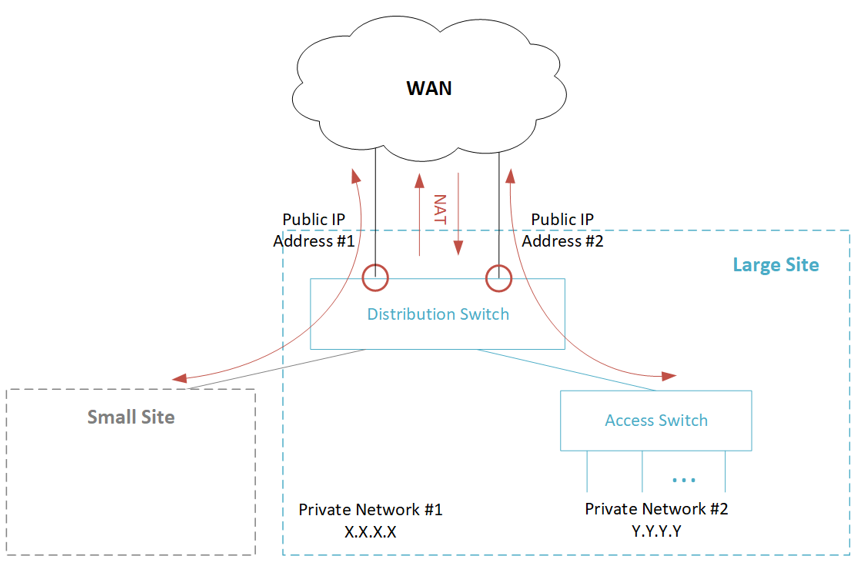 WAN
NAT
Public IP
Address #1
Public IP
Address #2
Large Site
Distribution Switch
Small Site
Access Switch
...
Private Network #1
X.X.X.X
Private Network #2
Y.Y.Y.Y